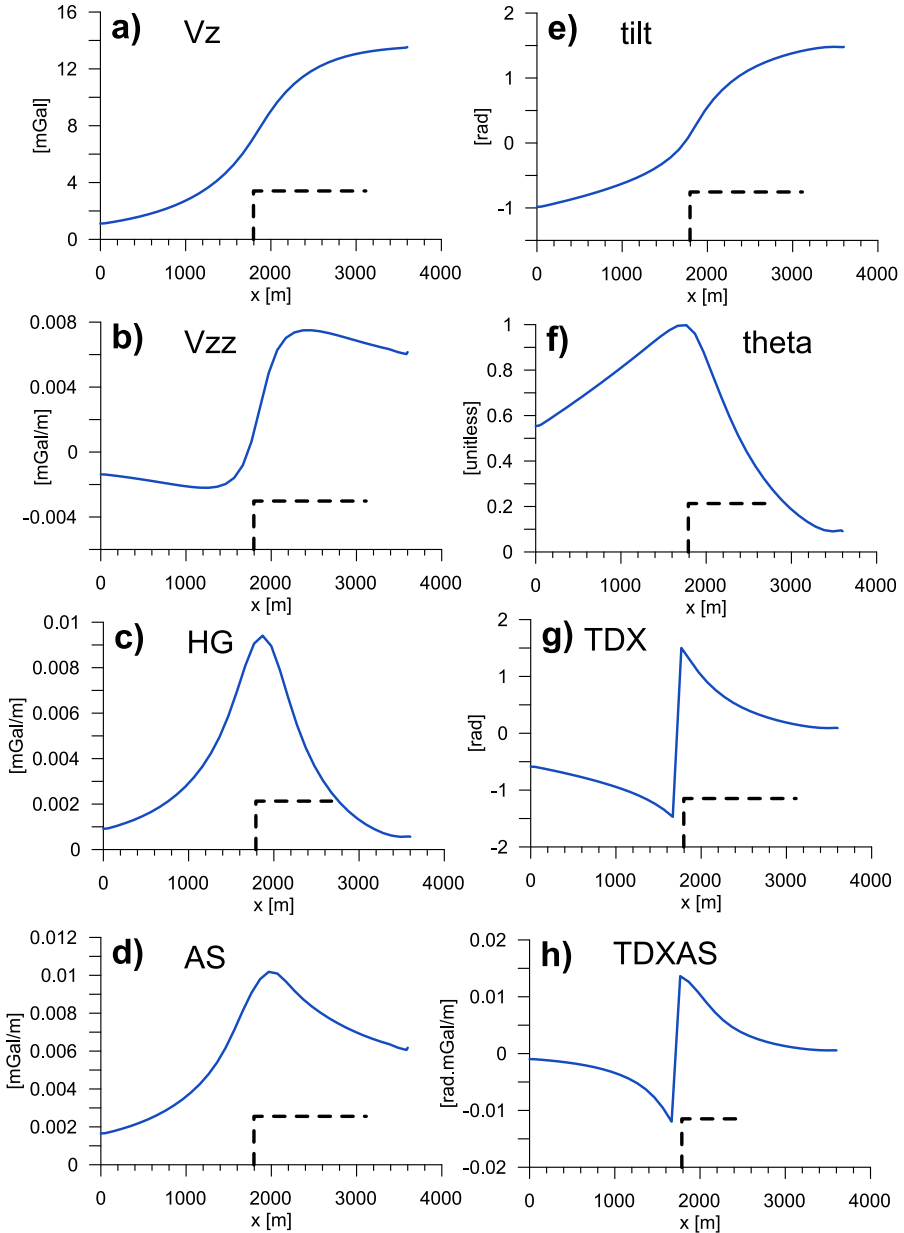 a) Vz
16
12
8
4
0
[mGal]
0 1000 2000 3000 4000
x [m]
e) tilt
2
1
0
-1
[rad]
0 1000 2000 3000 4000
x [m]
b) Vzz
0.008
0.004
0
-0.004
[mGal/m]
0 1000 2000 3000 4000
x [m]
f) theta
1
0.8
0.6
0.4
0.2
0
[unitless]
0 1000 2000 3000 4000
x [m]
c) HG
0.01
0.008
0.006
0.004
0.002
0
[mGal/m]
0 1000 2000 3000 4000
x [m]
g) TDX
2
1
0
-1
-2
[rad]
0 1000 2000 3000 4000
x [m]
d) AS
0.012
0.01
0.008
0.006
0.004
0.002
0
[mGal/m]
0 1000 2000 3000 4000
x [m]
h) TDXAS
0.02
0.01
0
-0.01
-0.02
[rad.mGal/m]
0 1000 2000 3000 4000
x [m]